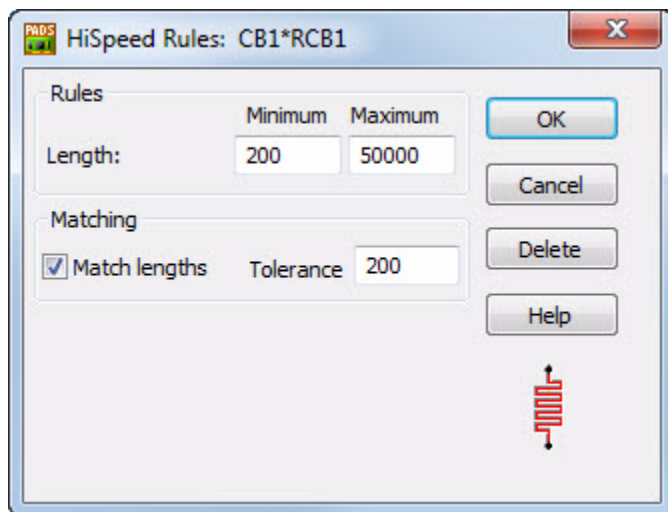 PADS
HiSpeed Rules: CB1*RCB1
X
Rules
Minimum Maximum
Length: 200 50000
Matching
Match lengths Tolerance 200
OK
Cancel
Delete
Help